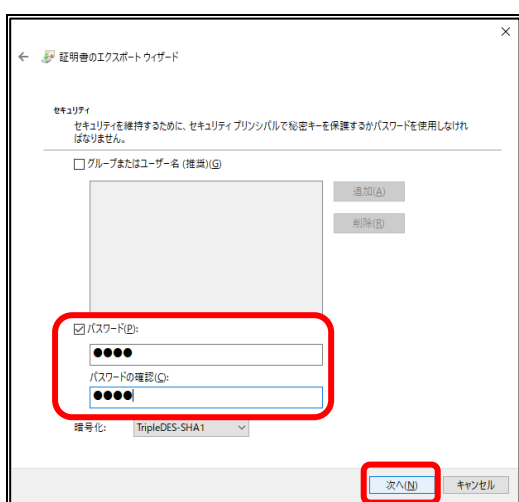 証明書のエクスポート ウィザード
セキュリティ
セキュリティを維持するために、セキュリティ プリンシパルで秘密キーを保護するかパスワードを使用しなけれ
ばなりません。
グループまたはユーザー名 (推奨)(G)
追加(A)
削除(R)
パスワード(P):
●●●●
パスワードの確認(C):
●●●●
暗号化: TripleDES-SHA1
次へ(N) キャンセル